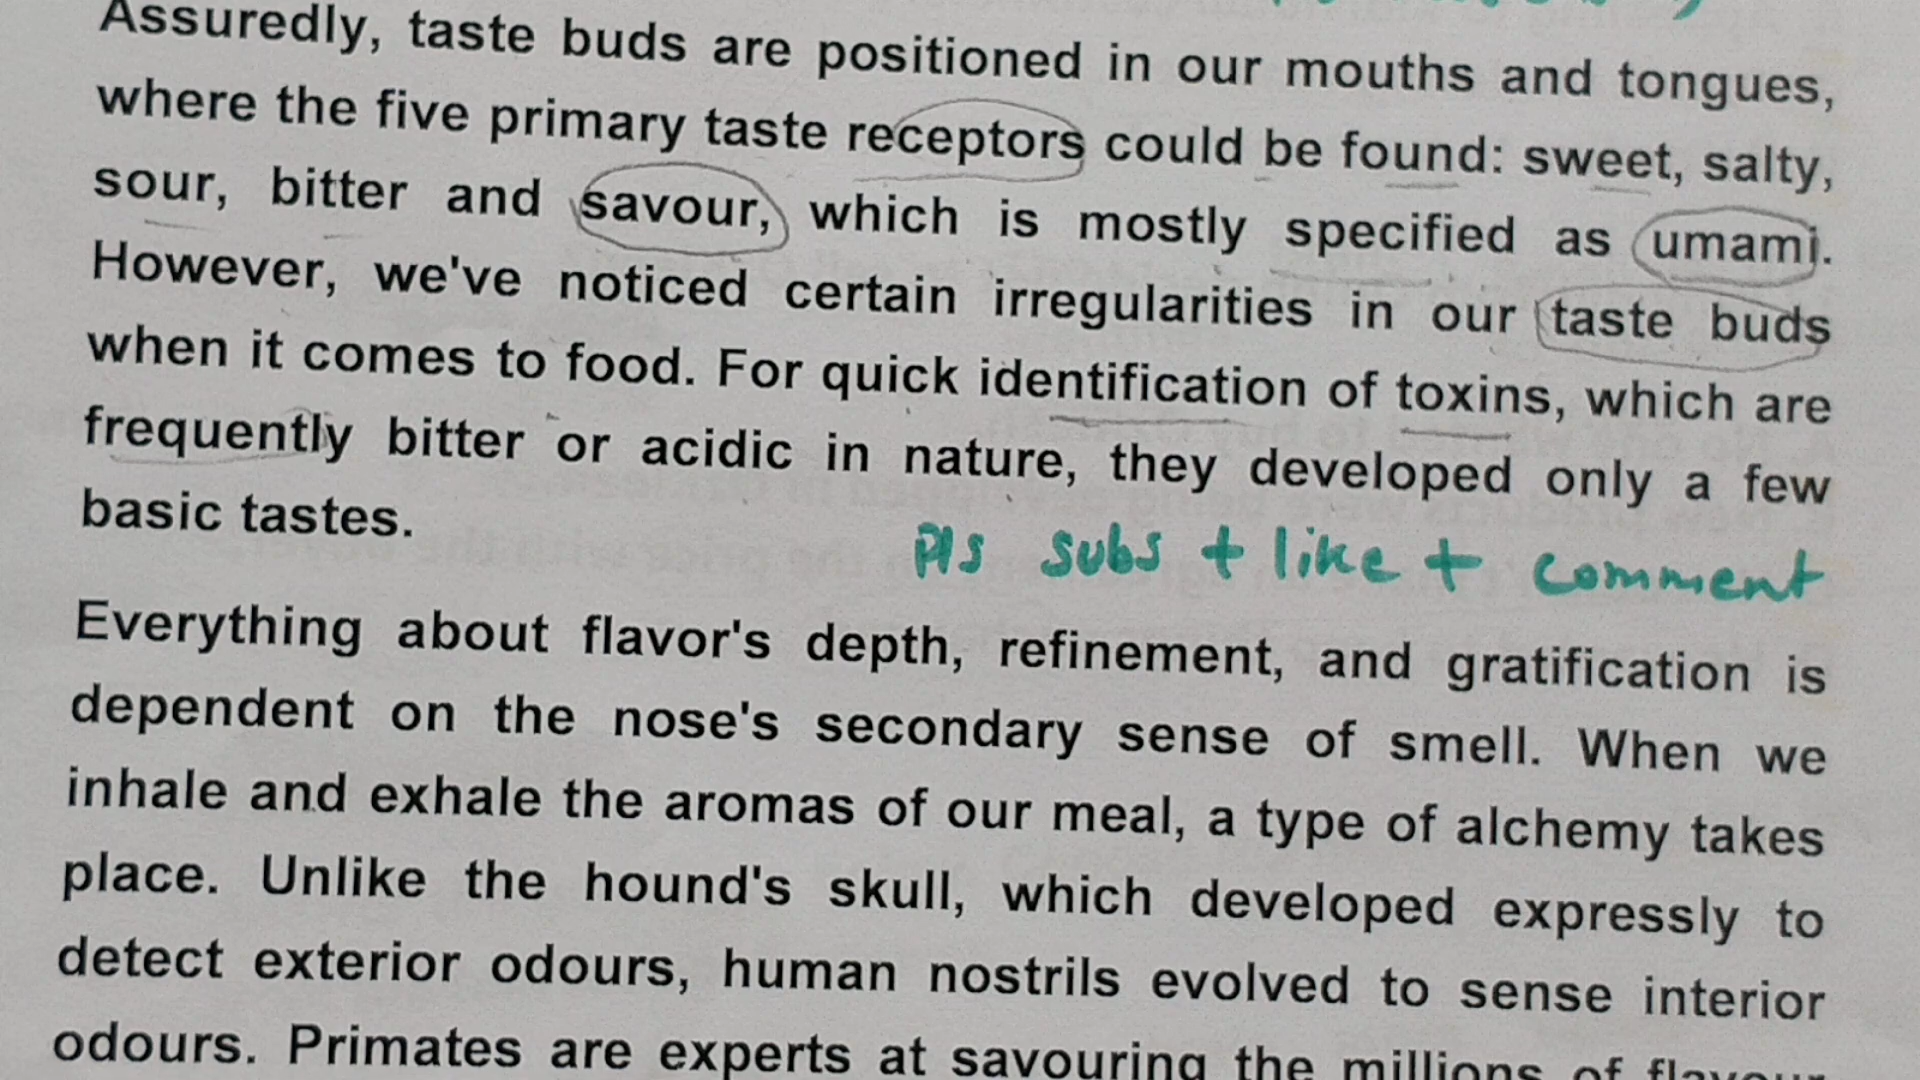 Assuredly, taste buds are positioned in our mouths and tongues,
where the five primary taste receptors could be found: sweet, salty,
sour, bitter and savour, which is mostly specified as umami.
However, we've noticed certain irregularities in our taste buds
when it comes to food. For quick identification of toxins, which are
frequently bitter or acidic in nature, they developed only a few
basic tastes.
Pls subs + like + comment
Everything about flavor's depth, refinement, and gratification is
dependent on the nose's secondary sense of smell. When we
inhale and exhale the aromas of our meal, a type of alchemy takes
place. Unlike the hound's skull, which developed expressly to
detect exterior odours, human nostrils evolved to sense interior
odours. Primates are experts at savouring the millions of flavour